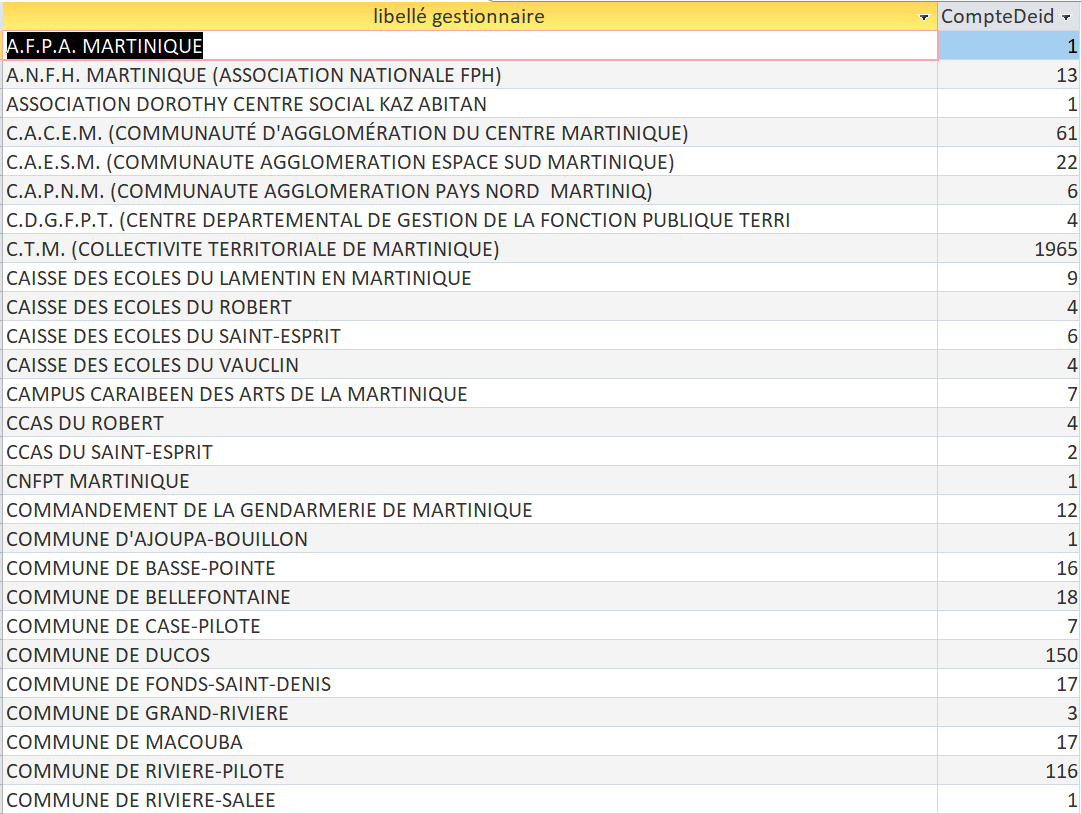 libellé gestionnaire CompteDeid
A.F.P.A. MARTINIQUE 1
A.N.F.H. MARTINIQUE (ASSOCIATION NATIONALE FPH) 13
ASSOCIATION DOROTHY CENTRE SOCIAL KAZ ABITAN 1
C.A.C.E.M. (COMMUNAUTÉ D'AGGLOMÉRATION DU CENTRE MARTINIQUE) 61
C.A.E.S.M. (COMMUNAUTE AGGLOMERATION ESPACE SUD MARTINIQUE) 22
C.A.P.N.M. (COMMUNAUTE AGGLOMERATION PAYS NORD  MARTINIQ) 6
C.D.G.F.P.T. (CENTRE DEPARTEMENTAL DE GESTION DE LA FONCTION PUBLIQUE TERRI 4
C.T.M. (COLLECTIVITE TERRITORIALE DE MARTINIQUE) 1965
CAISSE DES ECOLES DU LAMENTIN EN MARTINIQUE 9
CAISSE DES ECOLES DU ROBERT 4
CAISSE DES ECOLES DU SAINT-ESPRIT 6
CAISSE DES ECOLES DU VAUCLIN 4
CAMPUS CARAIBEEN DES ARTS DE LA MARTINIQUE 7
CCAS DU ROBERT 4
CCAS DU SAINT-ESPRIT 2
CNFPT MARTINIQUE 1
COMMANDEMENT DE LA GENDARMERIE DE MARTINIQUE 12
COMMUNE D'AJOUPA-BOUILLON 1
COMMUNE DE BASSE-POINTE 16
COMMUNE DE BELLEFONTAINE 18
COMMUNE DE CASE-PILOTE 7
COMMUNE DE DUCOS 150
COMMUNE DE FONDS-SAINT-DENIS 17
COMMUNE DE GRAND-RIVIERE 3
COMMUNE DE MACOUBA 17
COMMUNE DE RIVIERE-PILOTE 116
COMMUNE DE RIVIERE-SALEE 1